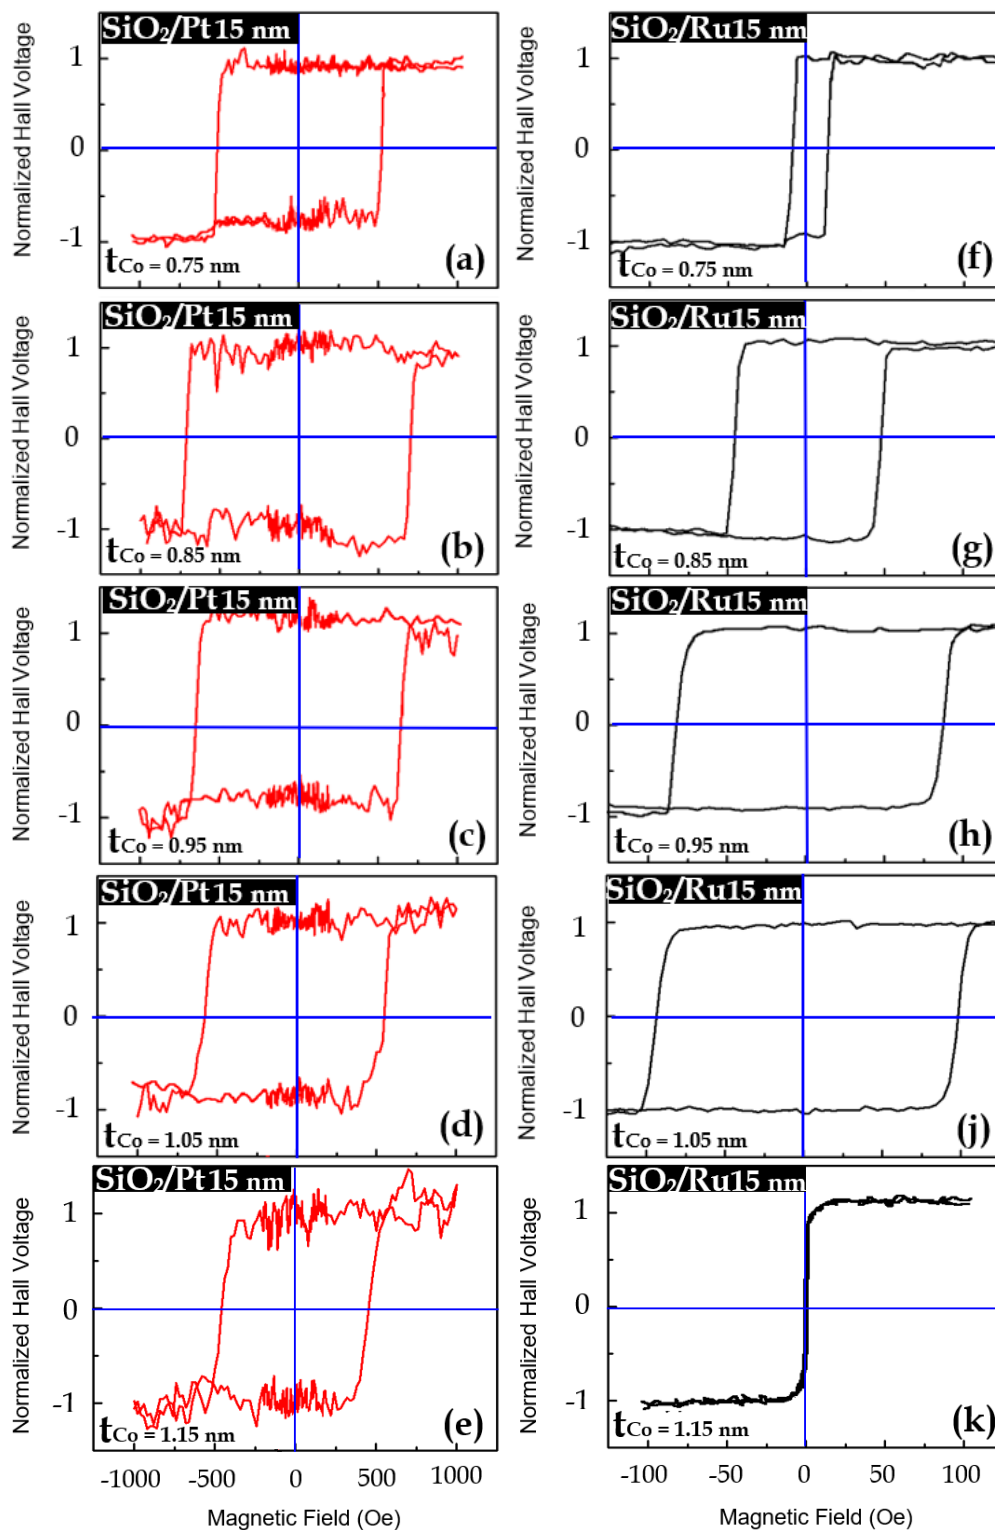 SiO2/Pt15 nm
Normalized Hall Voltage
1
0
-1
(a)
tCo = 0.75 nm
SiO2/Ru15 nm
Normalized Hall Voltage
1
0
-1
(f)
tCo = 0.75 nm
SiO2/Pt15 nm
Normalized Hall Voltage
1
0
-1
(b)
tCo = 0.85 nm
SiO2/Ru15 nm
Normalized Hall Voltage
1
0
-1
(g)
tCo = 0.85 nm
SiO2/Pt15 nm
Normalized Hall Voltage
1
0
-1
(c)
tCo = 0.95 nm
SiO2/Ru15 nm
Normalized Hall Voltage
1
0
-1
(h)
tCo = 0.95 nm
SiO2/Pt15 nm
Normalized Hall Voltage
1
0
-1
(d)
tCo = 1.05 nm
SiO2/Ru15 nm
Normalized Hall Voltage
1
0
-1
(j)
tCo = 1.05 nm
SiO2/Pt15 nm
Normalized Hall Voltage
1
0
-1
(e)
tCo = 1.15 nm
-1000 -500 0 500 1000
Magnetic Field (Oe)
SiO2/Ru15 nm
Normalized Hall Voltage
1
0
-1
(k)
tCo = 1.15 nm
-100 -50 0 50 100
Magnetic Field (Oe)